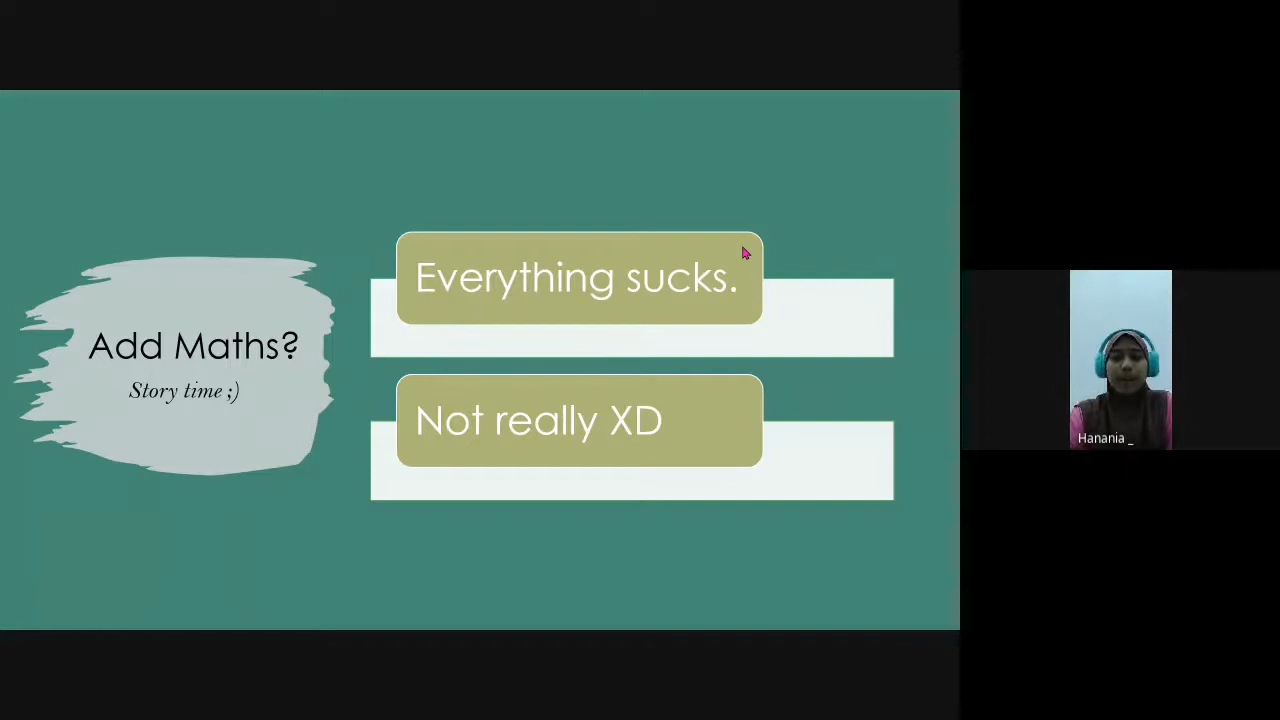 Add Maths?
Story time ;)
Everything sucks.
Not really XD
Hanania _